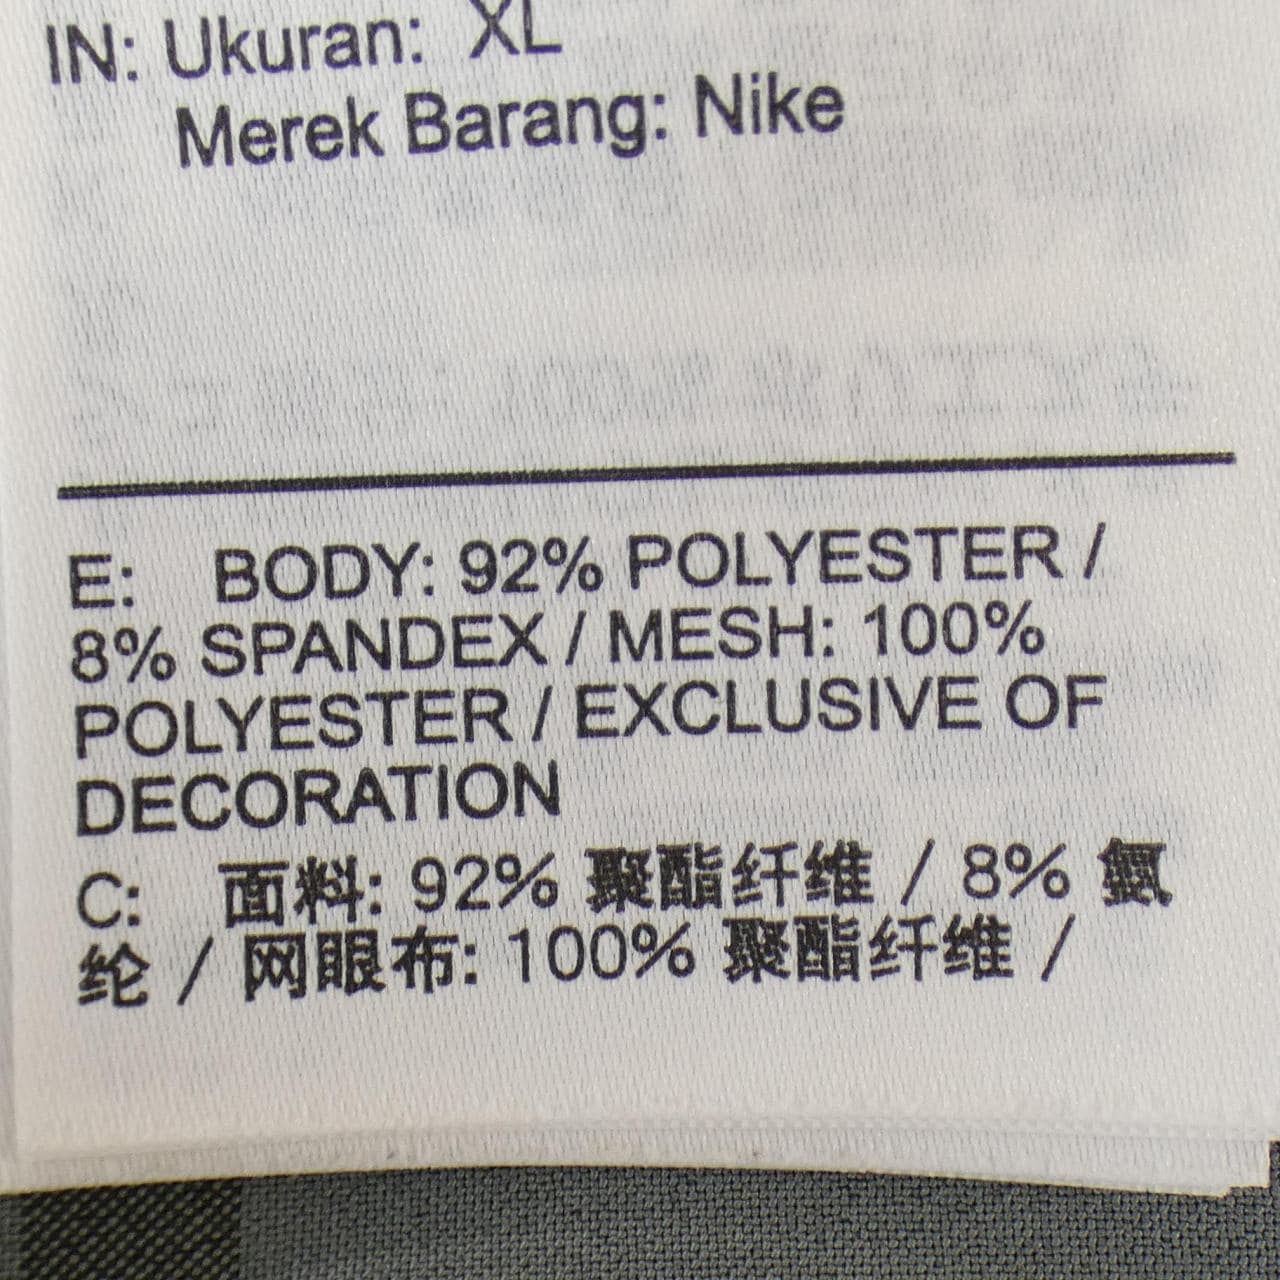 IN: Ukuran: XL
Merek Barang: Nike
E: BODY: 92% POLYESTER /
8% SPANDEX / MESH: 100%
POLYESTER / EXCLUSIVE OF
DECORATION
C: 面料: 92% 聚酯纤维 / 8% 氨
纶 / 网眼布: 100% 聚酯纤维 /